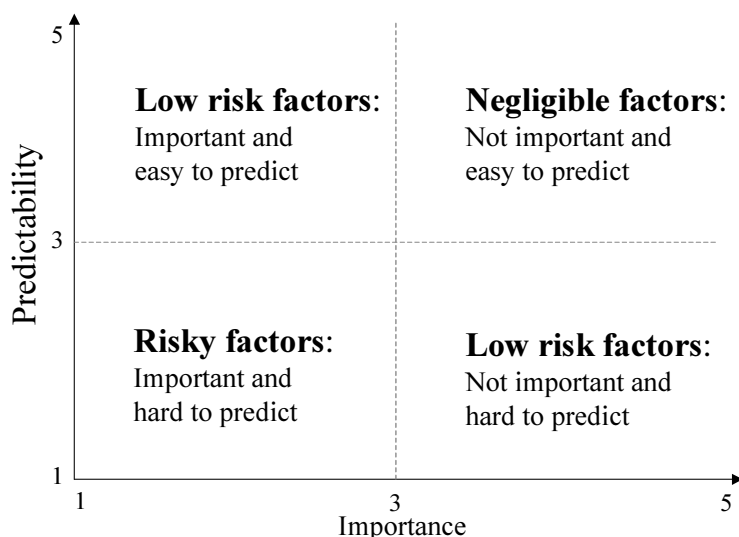 5
Low risk factors:
Important and
easy to predict
Negligible factors:
Not important and
easy to predict
Predictability
3
Risky factors:
Important and
hard to predict
Low risk factors:
Not important and
hard to predict
1
1
3
5
Importance